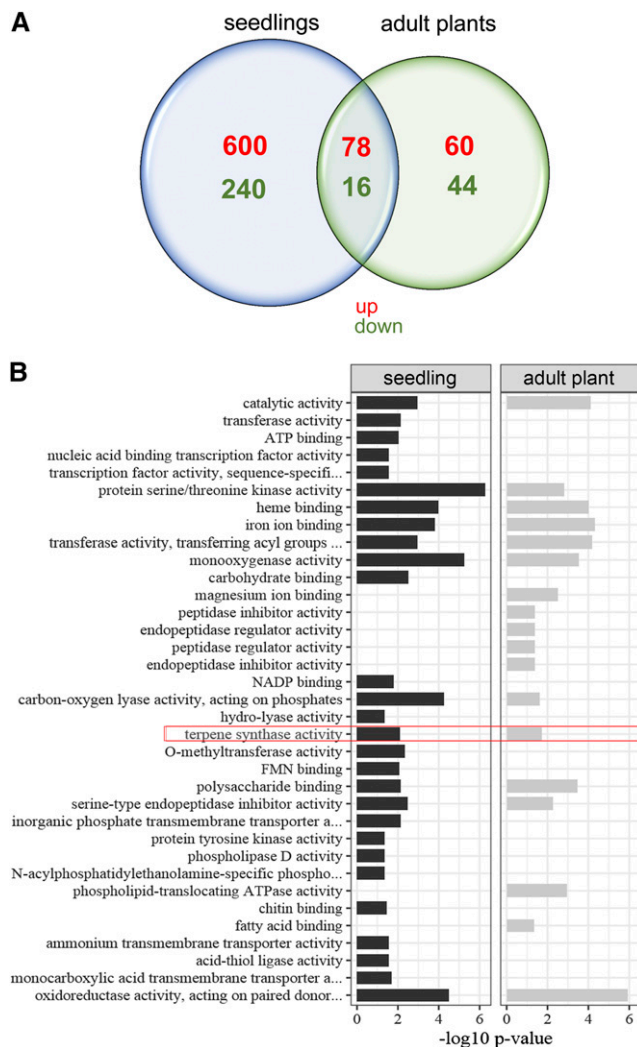 A
seedlings
adult plants
600
78
60
240
16
44
up
down
B
seedling
adult plant
catalytic activity
transferase activity
ATP binding
nucleic acid binding transcription factor activity
transcription factor activity, sequence-specifi...
protein serine/threonine kinase activity
heme binding
iron ion binding
transferase activity, transferring acyl groups ...
monooxygenase activity
carbohydrate binding
magnesium ion binding
peptidase inhibitor activity
endopeptidase regulator activity
peptidase regulator activity
endopeptidase inhibitor activity
NADP binding
carbon-oxygen lyase activity, acting on phosphates
hydro-lyase activity
terpene synthase activity
O-methyltransferase activity
FMN binding
polysaccharide binding
serine-type endopeptidase inhibitor activity
inorganic phosphate transmembrane transporter a...
protein tyrosine kinase activity
phospholipase D activity
N-acylphosphatidylethanolamine-specific phospho...
phospholipid-translocating ATPase activity
chitin binding
fatty acid binding
ammonium transmembrane transporter activity
acid-thiol ligase activity
monocarboxylic acid transmembrane transporter a...
oxidoreductase activity, acting on paired donor...
0 2 4 6 0 2 4 6
-log10 p-value